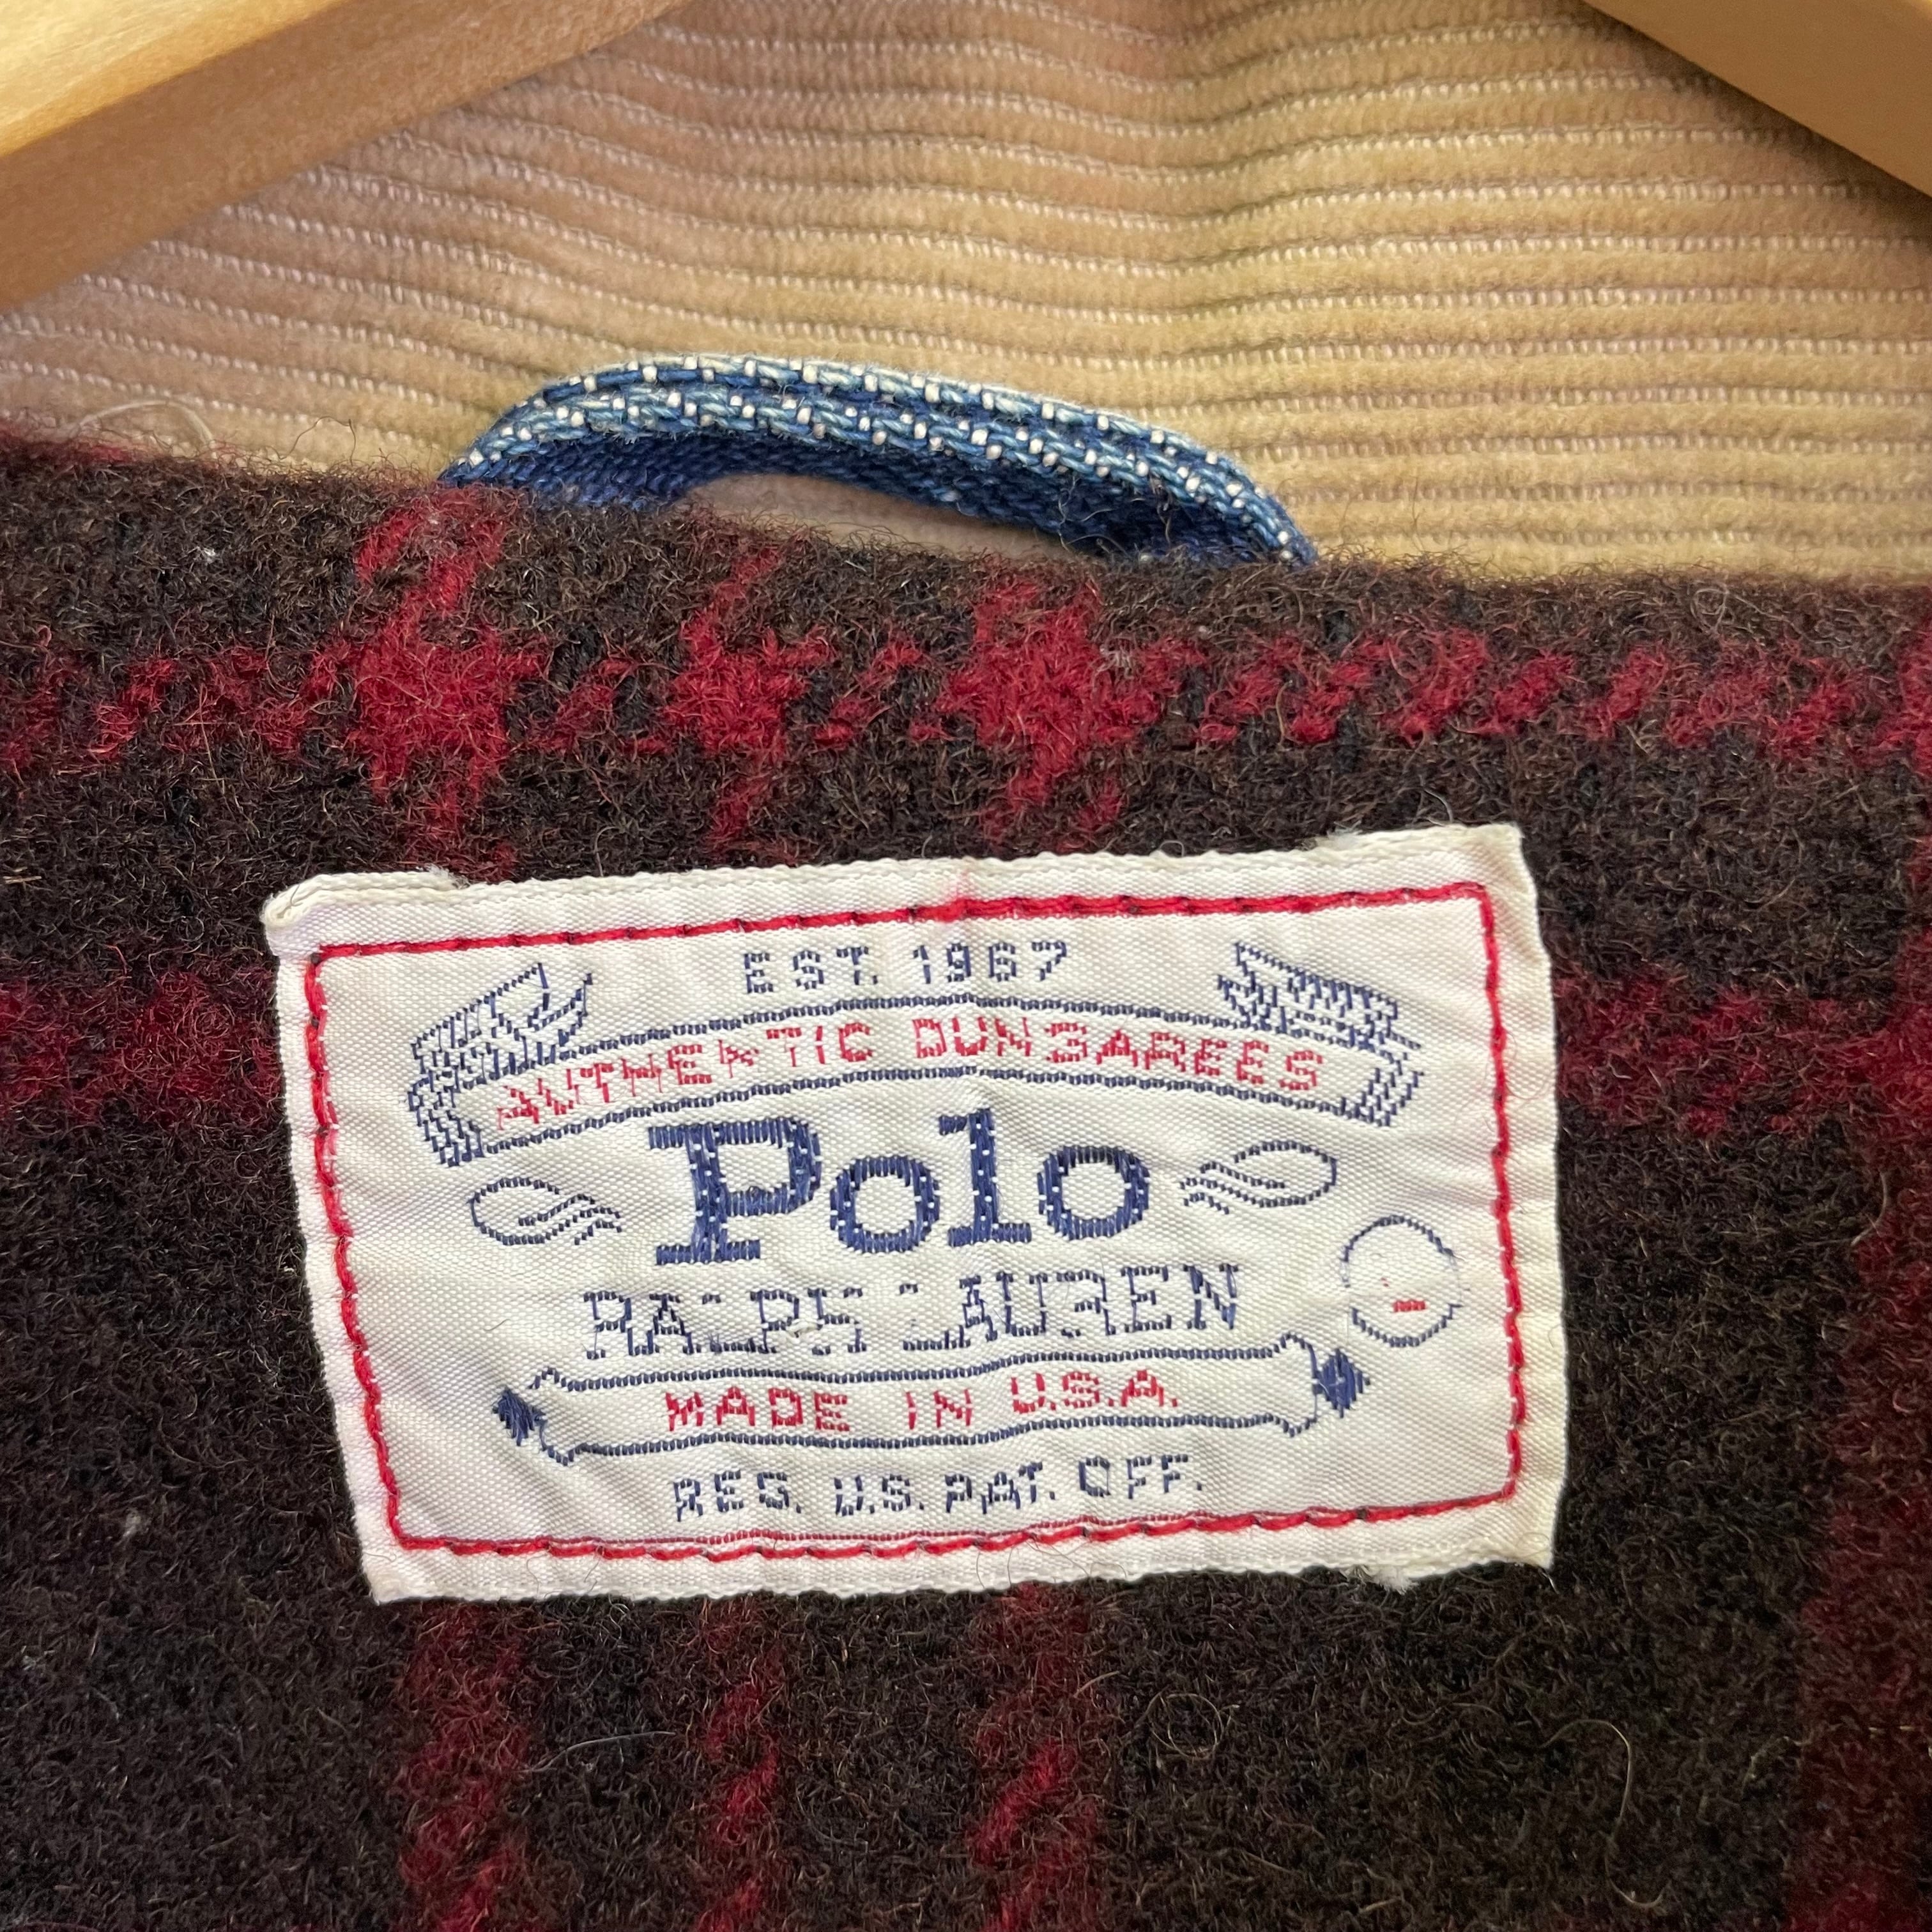 EST. 1967
AUTHENTIC DUNGAREES
Polo
RALPH LAUREN
L
MADE IN U.S.A.
REG. U.S. PAT. OFF.